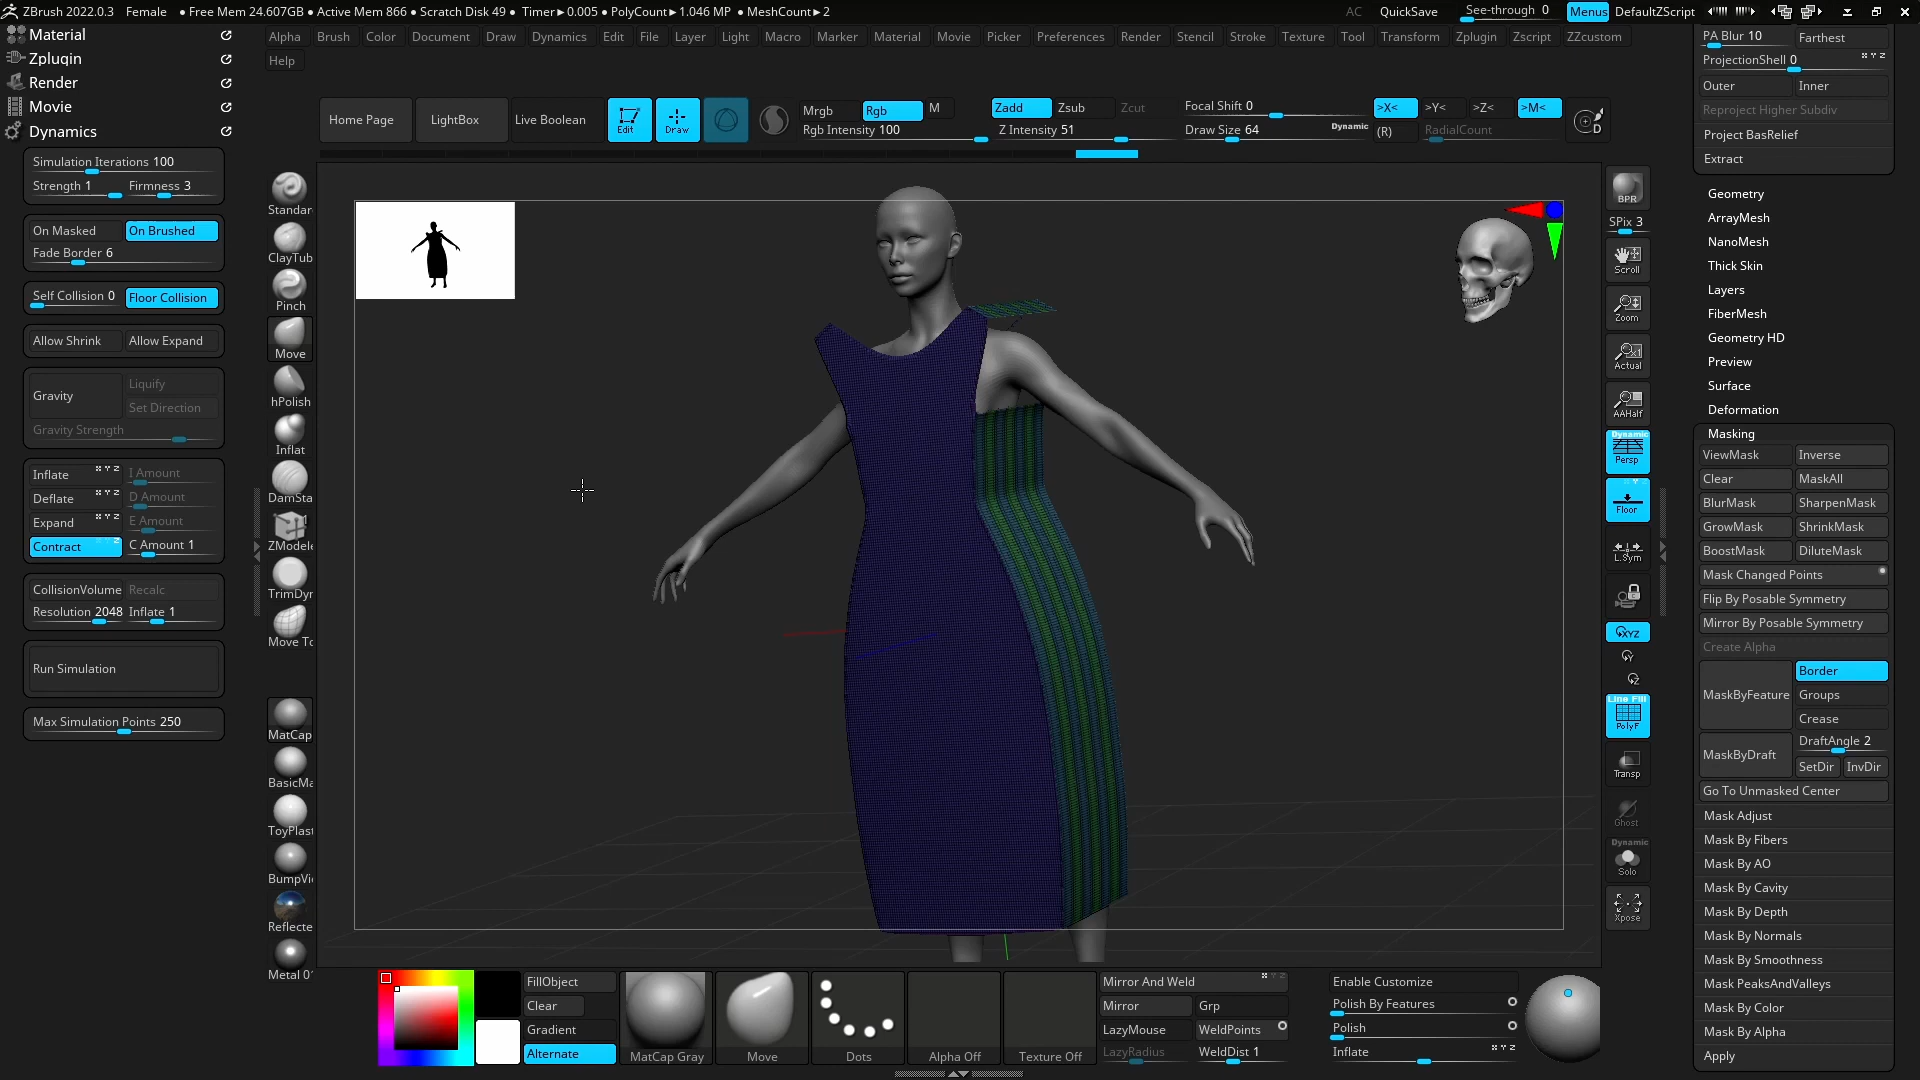 ZBrush 2022.0.3 Female ● Free Mem 24.607GB ● Active Mem 866 ● Scratch Disk 49 ● Timer▸0.005 ● PolyCount▸1.046 MP ● MeshCount▸2
AC QuickSave See-through 0 Menus DefaultZScript
Alpha Brush Color Document Draw Dynamics Edit File Layer Light Macro Marker Material Movie Picker Preferences Render Stencil Stroke Texture Tool Transform Zplugin Zscript ZZcustom
Help
Material
Zplugin
Render
Movie
Dynamics
Simulation Iterations 100
Strength 1 Firmness 3
On Masked On Brushed
Fade Border 6
Self Collision 0 Floor Collision
Allow Shrink Allow Expand
Gravity Liquify
Set Direction
Gravity Strength
Inflate I Amount
Deflate D Amount
Expand E Amount
Contract C Amount 1
CollisionVolume Recalc
Resolution 2048 Inflate 1
Run Simulation
Max Simulation Points 250
Home Page LightBox Live Boolean Edit Draw
Mrgb Rgb M
Rgb Intensity 100
Zadd Zsub Zcut
Z Intensity 51
Focal Shift 0
Draw Size 64 Dynamic
>X< >Y< >Z< >M<
(R) RadialCount
Standar
ClayTub
Pinch
Move
hPolish
Inflat
DamSta
ZModele
TrimDyn
Move To
MatCap
BasicMa
ToyPlast
BumpVi
Reflecte
Metal 01
BPR
SPix 3
Scroll
Zoom
Actual
AAHalf
Dynamic
Persp
Floor
L.Sym
XYZ
Y
Z
Line Fill
PolyF
Transp
Ghost
Dynamic
Solo
Xpose
PA Blur 10 Farthest
ProjectionShell 0
Outer Inner
Reproject Higher Subdiv
Project BasRelief
Extract
Geometry
ArrayMesh
NanoMesh
Thick Skin
Layers
FiberMesh
Geometry HD
Preview
Surface
Deformation
Masking
ViewMask Inverse
Clear MaskAll
BlurMask SharpenMask
GrowMask ShrinkMask
BoostMask DiluteMask
Mask Changed Points
Flip By Posable Symmetry
Mirror By Posable Symmetry
Create Alpha
MaskByFeature Border
Groups
Crease
MaskByDraft DraftAngle 2
SetDir InvDir
Go To Unmasked Center
Mask Adjust
Mask By Fibers
Mask By AO
Mask By Cavity
Mask By Depth
Mask By Normals
Mask By Smoothness
Mask PeaksAndValleys
Mask By Color
Mask By Alpha
Apply
FillObject
Clear
Gradient
Alternate
MatCap Gray Move Dots Alpha Off Texture Off
Mirror And Weld
Mirror Grp
LazyMouse WeldPoints
LazyRadius WeldDist 1
Enable Customize
Polish By Features
Polish
Inflate